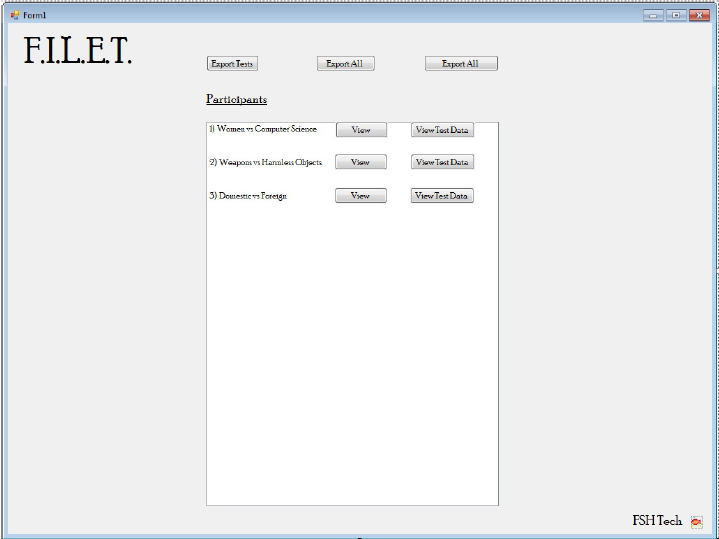 Form1
F.I.L.E.T.
Export Tests Export All Export All
Participants
1) Women vs Computer Science View View Test Data
2) Weapons vs Harmless Objects View View Test Data
3) Domestic vs Foreign View View Test Data
FSH Tech